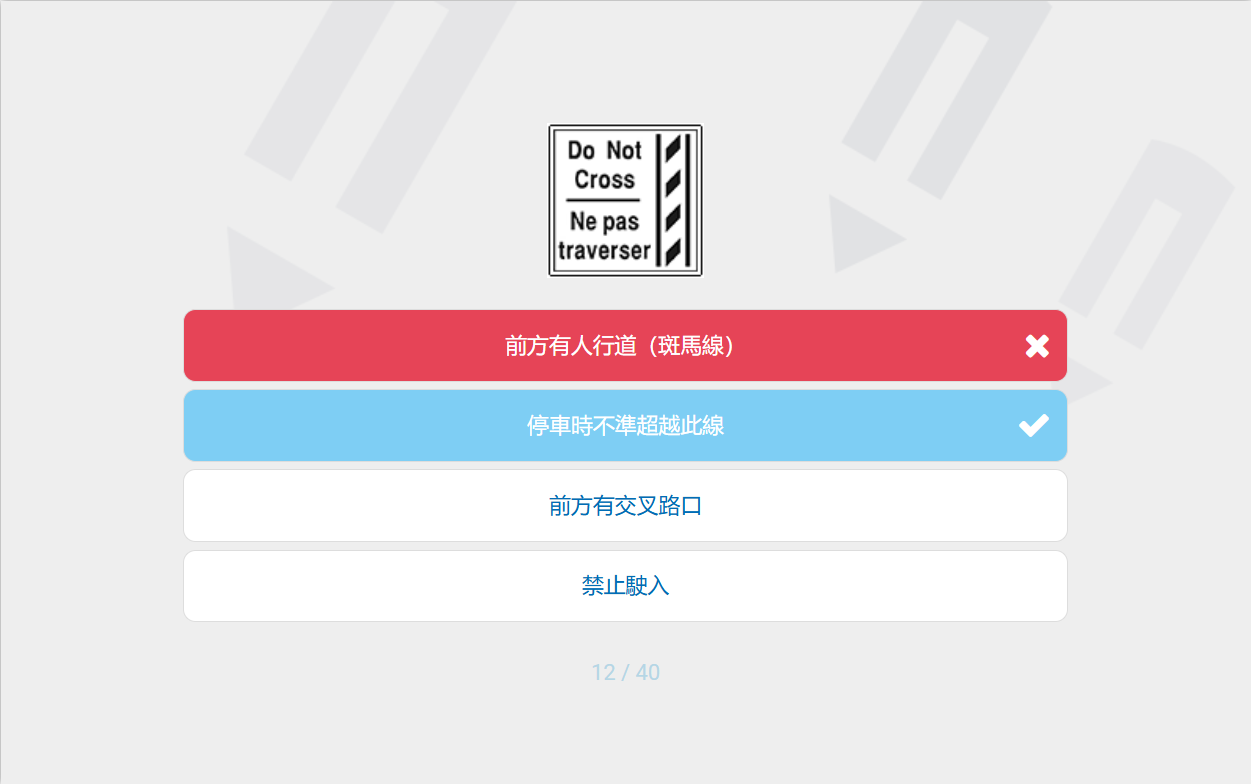 Do Not
Cross
Ne pas
traverser
前方有人行道（斑馬線）
停車時不準超越此線
前方有交叉路口
禁止駛入
12 / 40